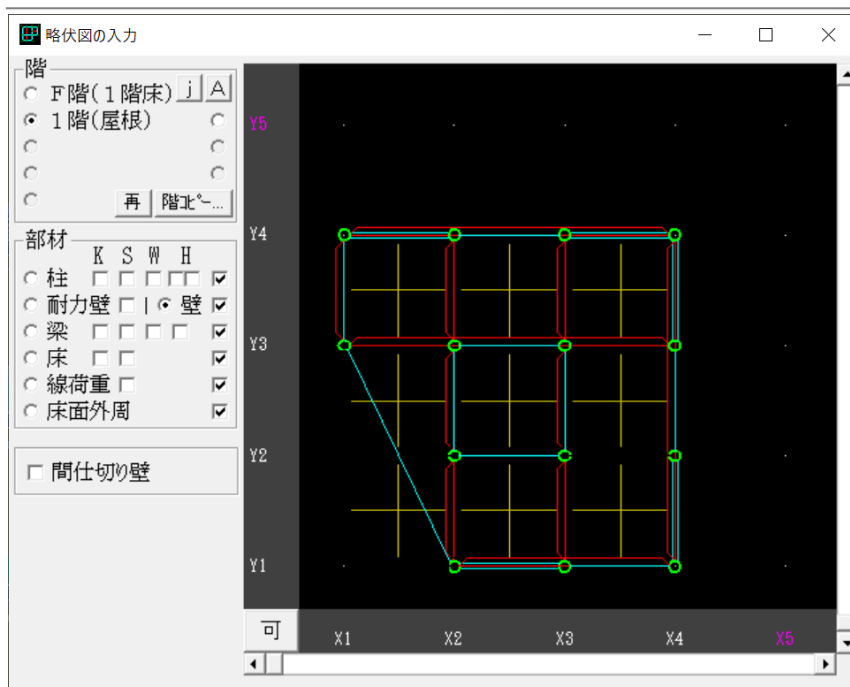 略伏図の入力
階
F階(1階床) j A
1階(屋根)
再 階ｺﾋﾟｰ...
部材
K S W H
柱
耐力壁 | 壁
梁
床
線荷重
床面外周
間仕切り壁
Y5
Y4
Y3
Y2
Y1
可
X1 X2 X3 X4 X5